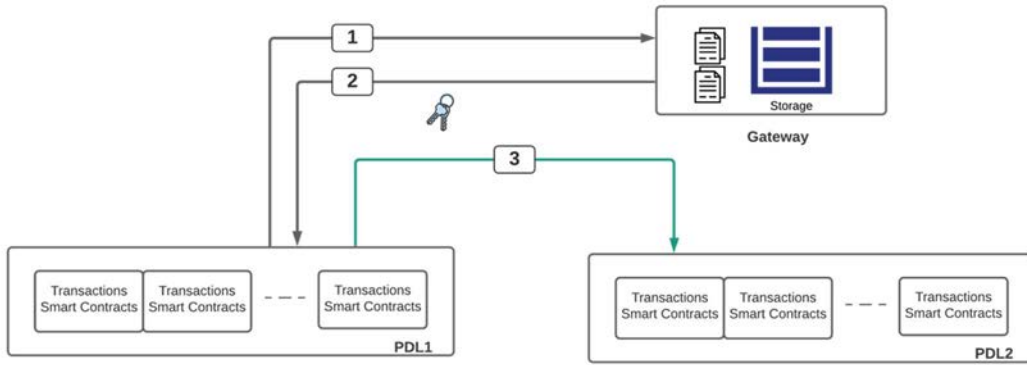 1
2
Storage
Gateway
3
Transactions
Smart Contracts
Transactions
Smart Contracts
Transactions
Smart Contracts
PDL1
Transactions
Smart Contracts
Transactions
Smart Contracts
Transactions
Smart Contracts
PDL2